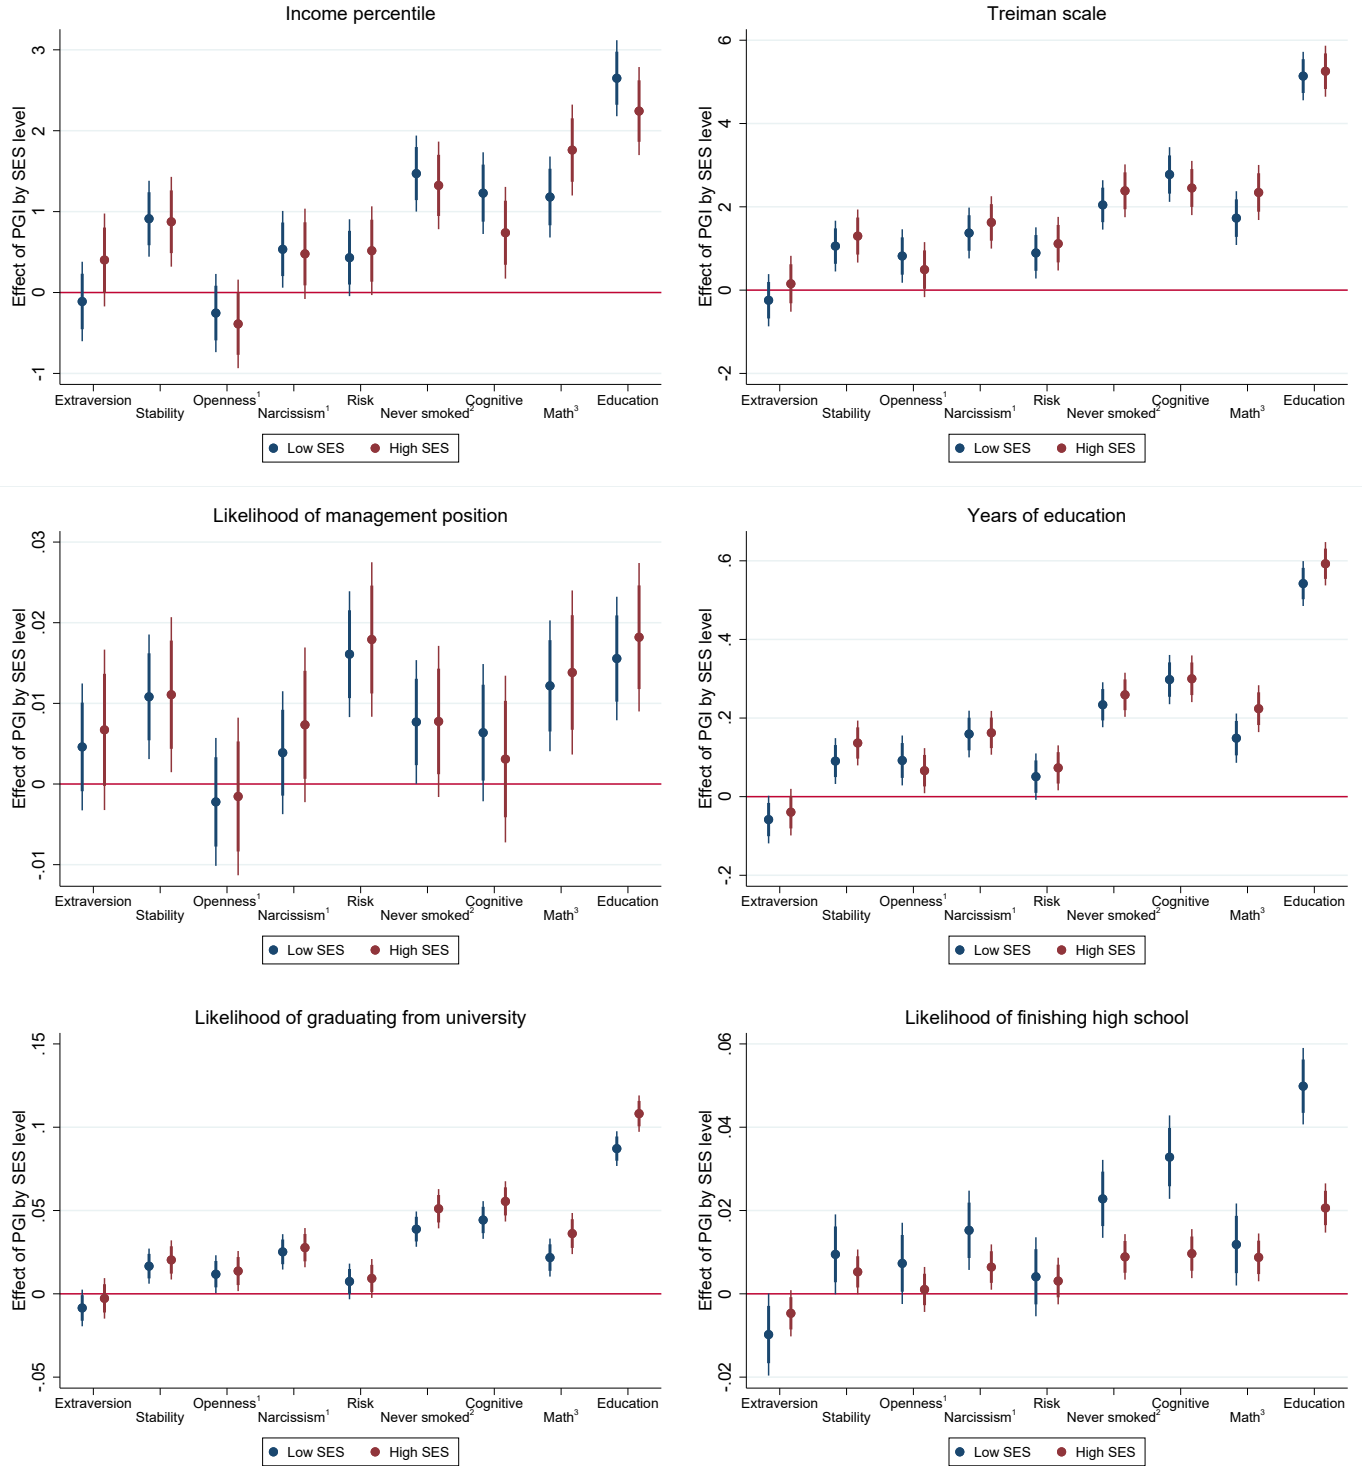 Income percentile
Effect of PGI by SES level
3
2
1
0
-1
Extraversion
Stability
Openness¹
Narcissism¹
Risk
Never smoked²
Cognitive
Math³
Education
Low SES
High SES
Treiman scale
Effect of PGI by SES level
6
4
2
0
-2
Extraversion
Stability
Openness¹
Narcissism¹
Risk
Never smoked²
Cognitive
Math³
Education
Low SES
High SES
Likelihood of management position
Effect of PGI by SES level
.03
.02
.01
0
-.01
Extraversion
Stability
Openness¹
Narcissism¹
Risk
Never smoked²
Cognitive
Math³
Education
Low SES
High SES
Years of education
Effect of PGI by SES level
.6
.4
.2
0
-.2
Extraversion
Stability
Openness¹
Narcissism¹
Risk
Never smoked²
Cognitive
Math³
Education
Low SES
High SES
Likelihood of graduating from university
Effect of PGI by SES level
.15
.1
.05
0
-.05
Extraversion
Stability
Openness¹
Narcissism¹
Risk
Never smoked²
Cognitive
Math³
Education
Low SES
High SES
Likelihood of finishing high school
Effect of PGI by SES level
.06
.04
.02
0
-.02
Extraversion
Stability
Openness¹
Narcissism¹
Risk
Never smoked²
Cognitive
Math³
Education
Low SES
High SES